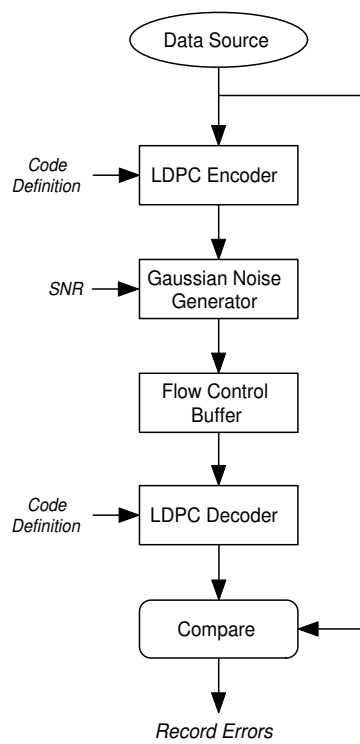 Data Source
Code
Definition
LDPC Encoder
SNR
Gaussian Noise
Generator
Flow Control
Buffer
Code
Definition
LDPC Decoder
Compare
Record Errors